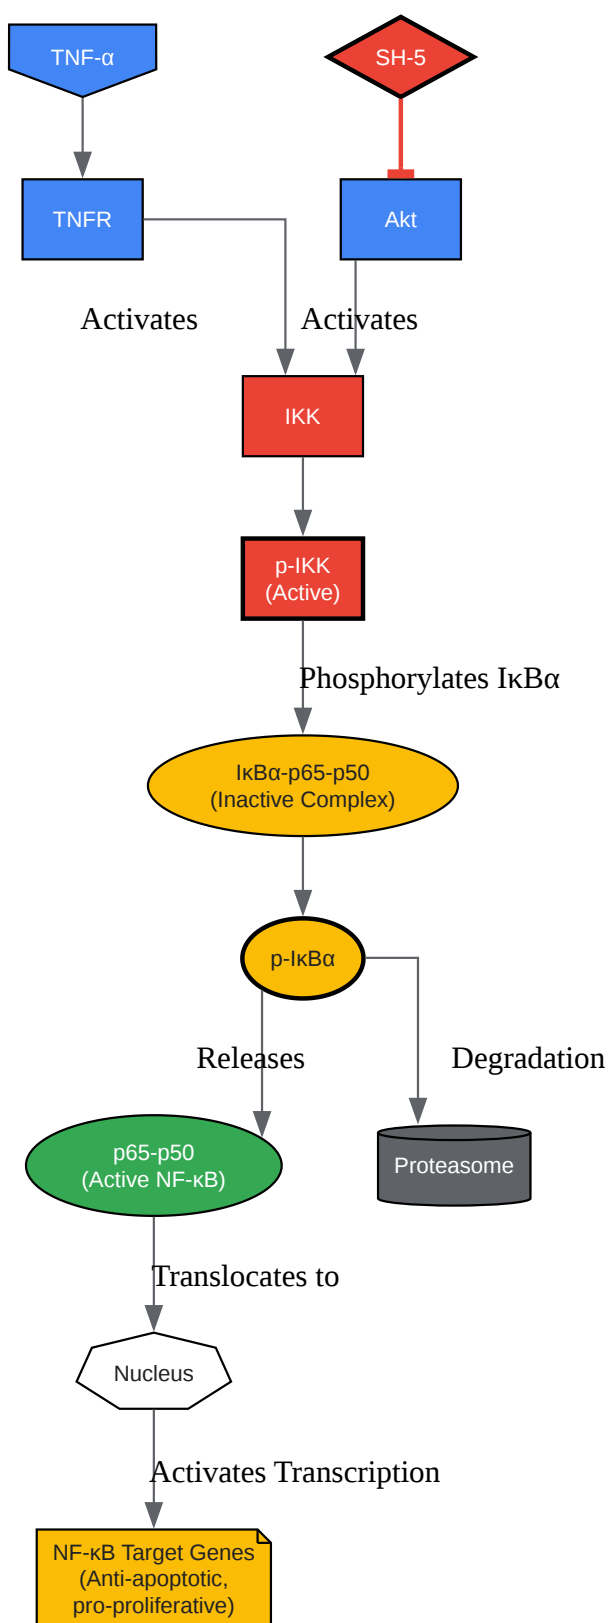 TNF-α
SH-5
TNFR
Akt
Activates
Activates
IKK
p-IKK
(Active)
Phosphorylates IκBα
IκBα-p65-p50
(Inactive Complex)
p-IκBα
Releases
Degradation
p65-p50
(Active NF-κB)
Proteasome
Translocates to
Nucleus
Activates Transcription
NF-κB Target Genes
(Anti-apoptotic,
pro-proliferative)